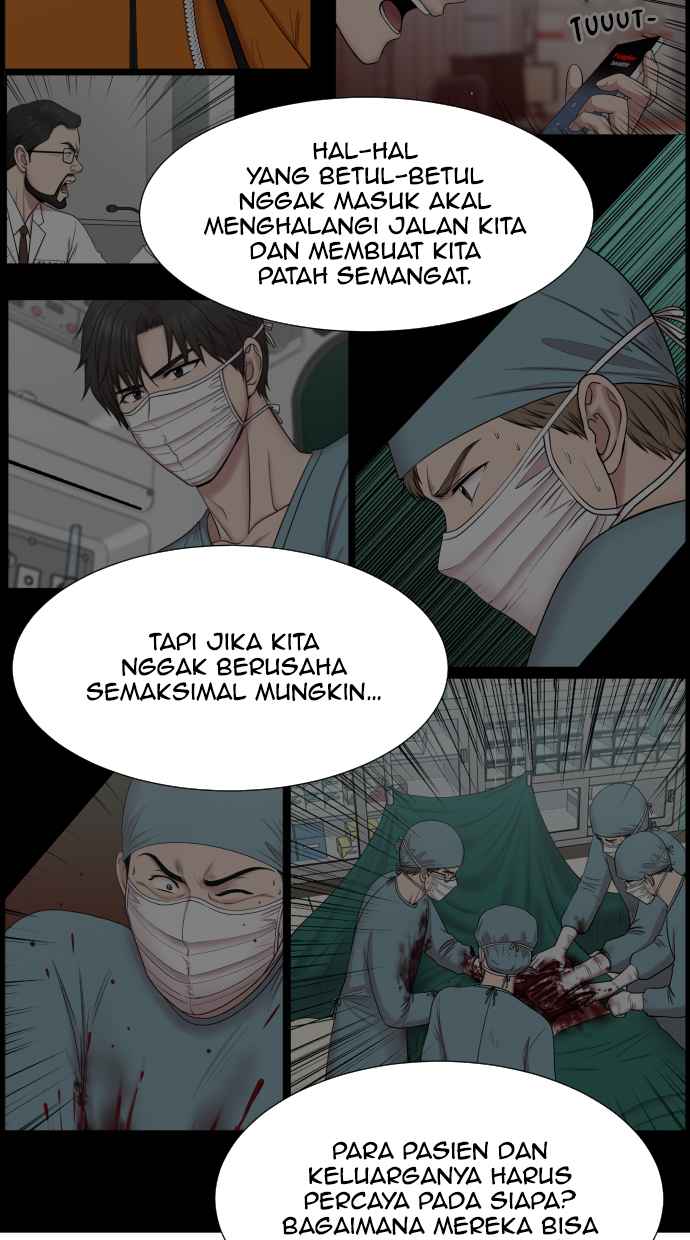 TUUUT-
HAL-HAL
YANG BETUL-BETUL
NGGAK MASUK AKAL
MENGHALANGI JALAN KITA
DAN MEMBUAT KITA
PATAH SEMANGAT.
TAPI JIKA KITA
NGGAK BERUSAHA
SEMAKSIMAL MUNGKIN...
PARA PASIEN DAN
KELUARGANYA HARUS
PERCAYA PADA SIAPA?
BAGAIMANA MEREKA BISA